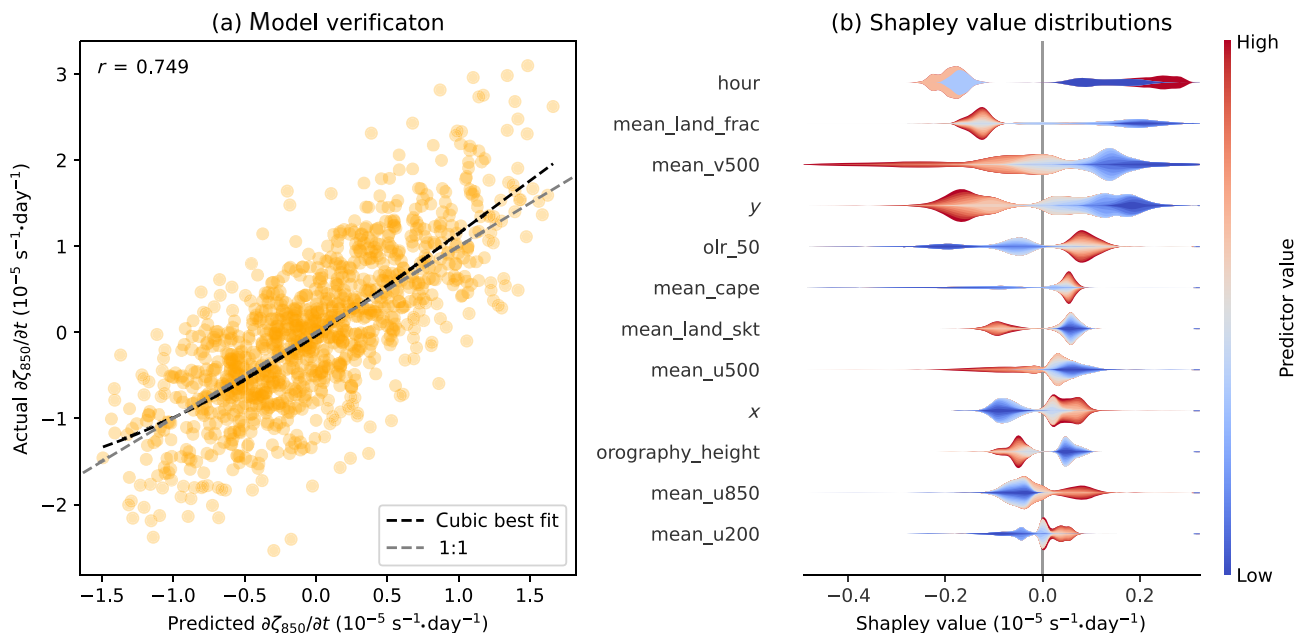 (a) Model verificaton
r = 0.749
3
2
1
0
−1
−2
Actual ∂ζ₈₅₀/∂t (10⁻⁵ s⁻¹·day⁻¹)
Cubic best fit
1:1
−1.5 −1.0 −0.5 0.0 0.5 1.0 1.5
Predicted ∂ζ₈₅₀/∂t (10⁻⁵ s⁻¹·day⁻¹)
(b) Shapley value distributions
hour
mean_land_frac
mean_v500
y
olr_50
mean_cape
mean_land_skt
mean_u500
x
orography_height
mean_u850
mean_u200
−0.4 −0.2 0.0 0.2
Shapley value (10⁻⁵ s⁻¹·day⁻¹)
High
Low
Predictor value